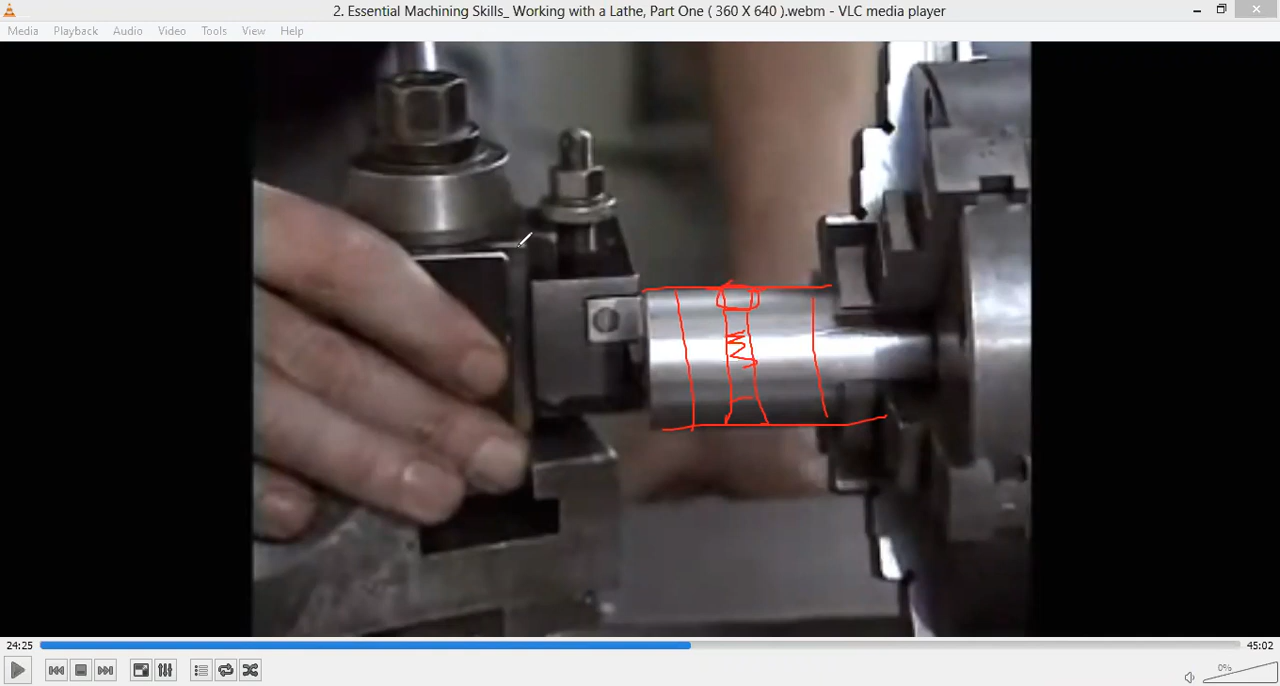 2. Essential Machining Skills_ Working with a Lathe, Part One ( 360 X 640 ).webm - VLC media player
Media Playback Audio Video Tools View Help
24:25 45:02
0%